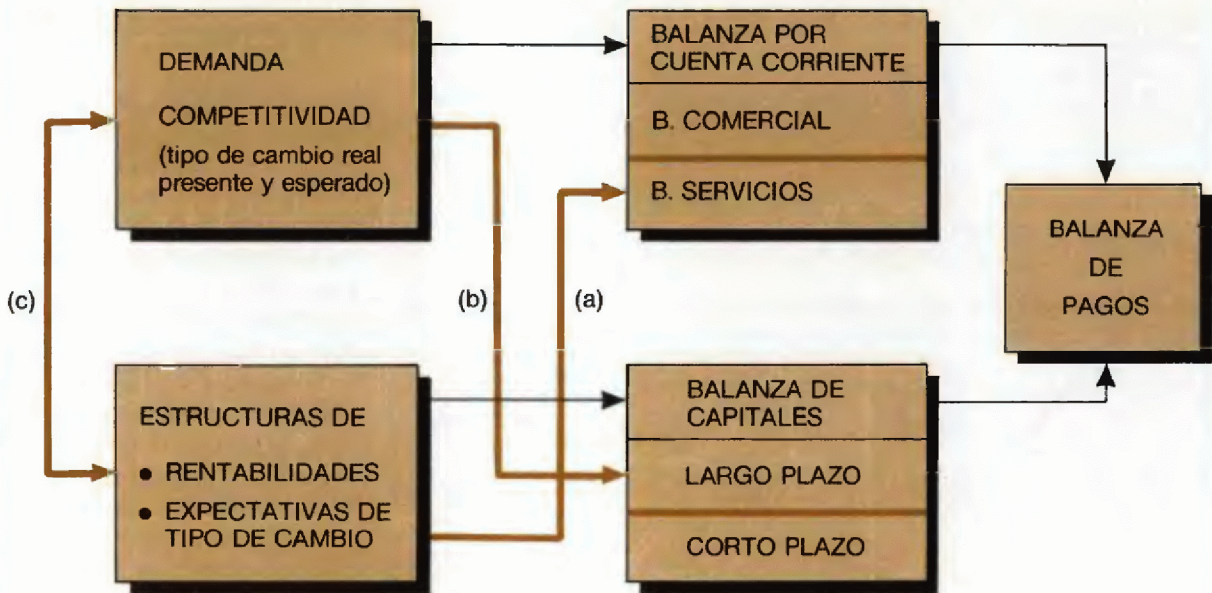 DEMANDA
COMPETITIVIDAD
(tipo de cambio real
presente y esperado)
BALANZA POR
CUENTA CORRIENTE
B. COMERCIAL
B. SERVICIOS
BALANZA
DE
PAGOS
(c)
(b)
(a)
ESTRUCTURAS DE
• RENTABILIDADES
• EXPECTATIVAS DE
TIPO DE CAMBIO
BALANZA DE
CAPITALES
LARGO PLAZO
CORTO PLAZO